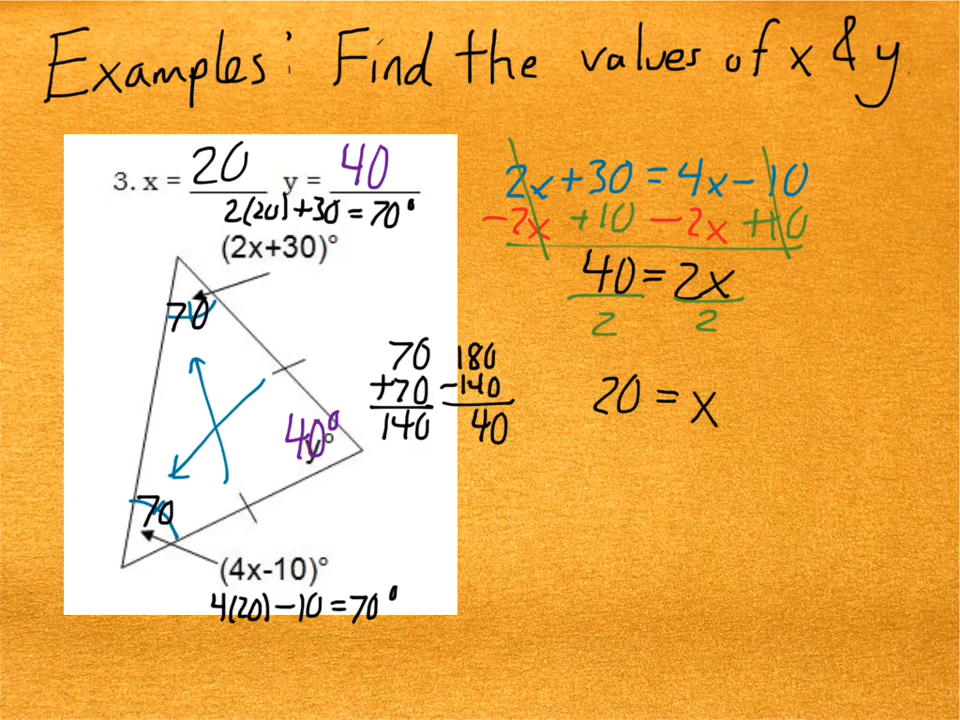 Examples: Find the values of x & y
3. x = 20 y = 40
2(20)+30=70°
(2x+30)°
70
40°
y°
70
(4x-10)°
4(20)-10=70°
70
+70
140
180
-140
40
2x+30=4x-10
-2x +10 -2x +10
40=2x
2 2
20=x